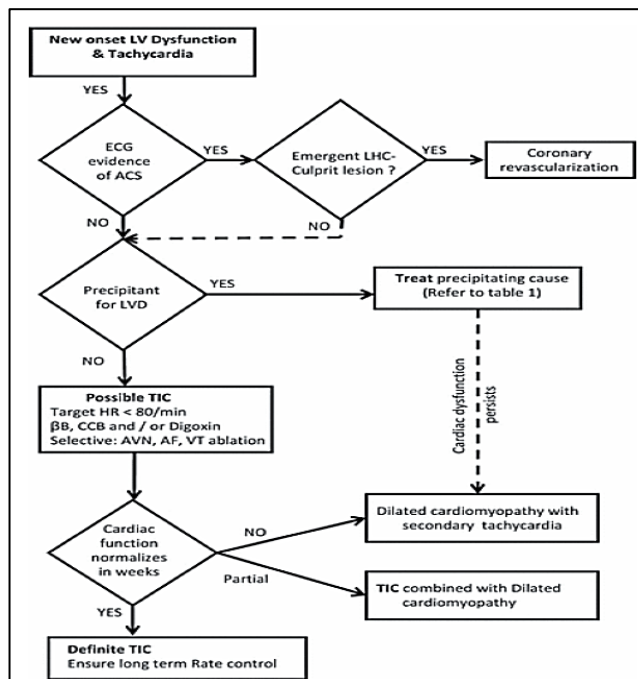 New onset LV Dysfunction
& Tachycardia
YES
ECG
evidence
of ACS
YES
Emergent LHC-
Culprit lesion ?
YES
Coronary
revascularization
NO
NO
Precipitant
for LVD
YES
Treat precipitating cause
(Refer to table 1)
NO
Cardiac dysfunction
persists
Possible TIC
Target HR < 80/min
βB, CCB and / or Digoxin
Selective: AVN, AF, VT ablation
Cardiac
function
normalizes
in weeks
NO
Dilated cardiomyopathy with
secondary tachycardia
Partial
TIC combined with Dilated
cardiomyopathy
YES
Definite TIC
Ensure long term Rate control